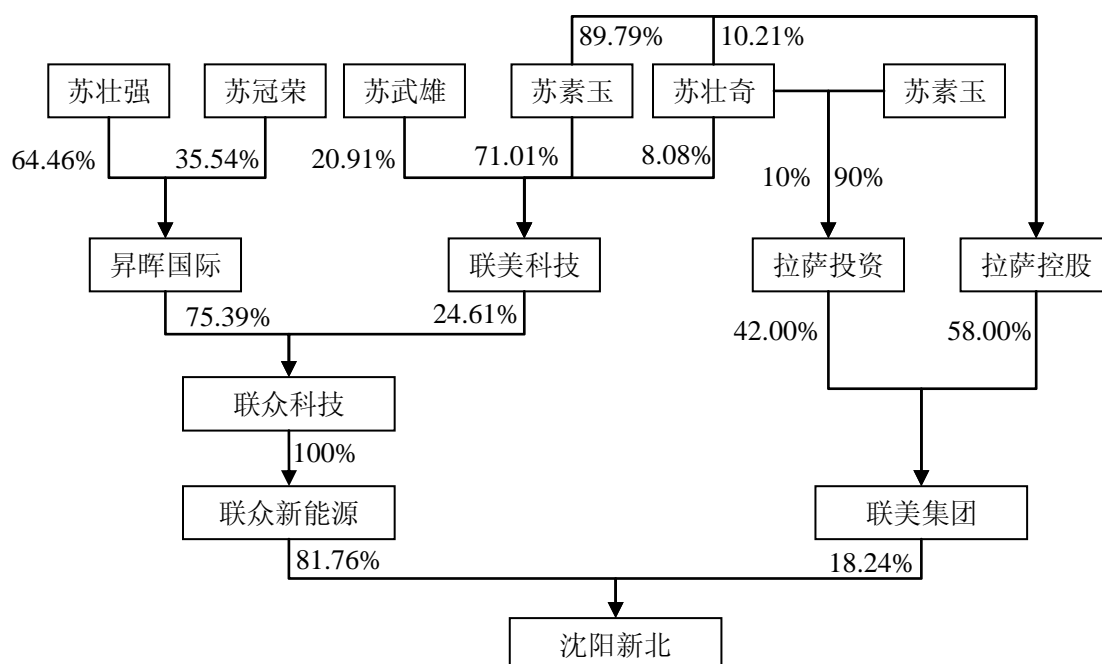 89.79% 10.21%
苏壮强 苏冠荣 苏武雄 苏素玉 苏壮奇 苏素玉
64.46% 35.54% 20.91% 71.01% 8.08%
10% 90%
昇晖国际 联美科技 拉萨投资 拉萨控股
75.39% 24.61% 42.00% 58.00%
联众科技
100%
联众新能源 联美集团
81.76% 18.24%
沈阳新北